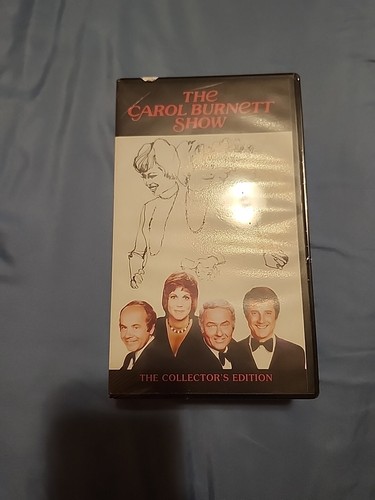 THE
CAROL BURNETT
SHOW
THE COLLECTOR'S EDITION